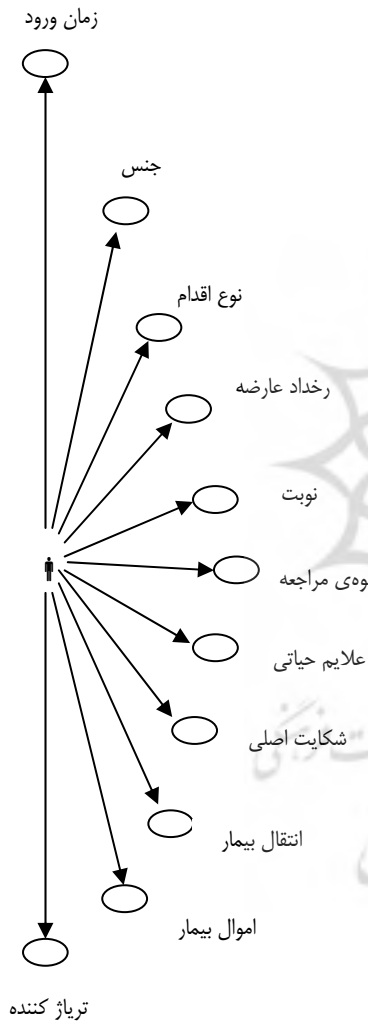 زمان ورود
جنس
نوع اقدام
رخداد عارضه
نوبت
وه‌ی مراجعه
علایم حیاتی
شکایت اصلی
انتقال بیمار
اموال بیمار
تریاژ کننده